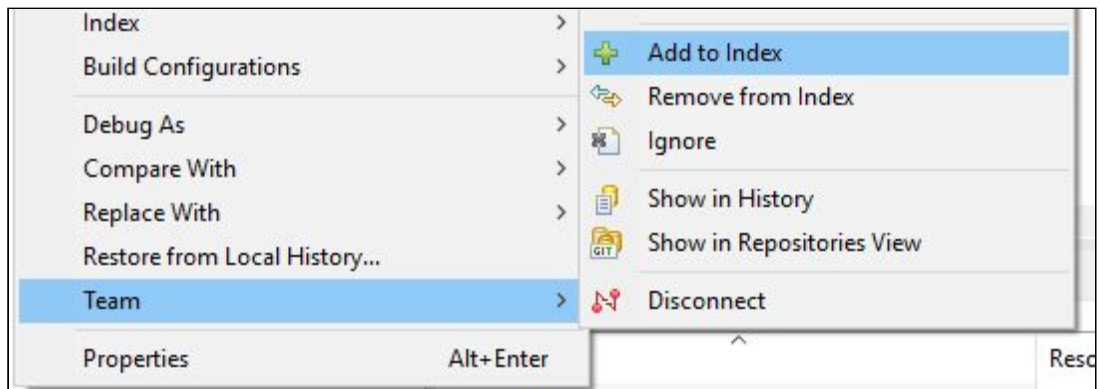 Index
Build Configurations
Debug As
Compare With
Replace With
Restore from Local History...
Team
Properties Alt+Enter
Add to Index
Remove from Index
Ignore
Show in History
GIT Show in Repositories View
Disconnect
Reso